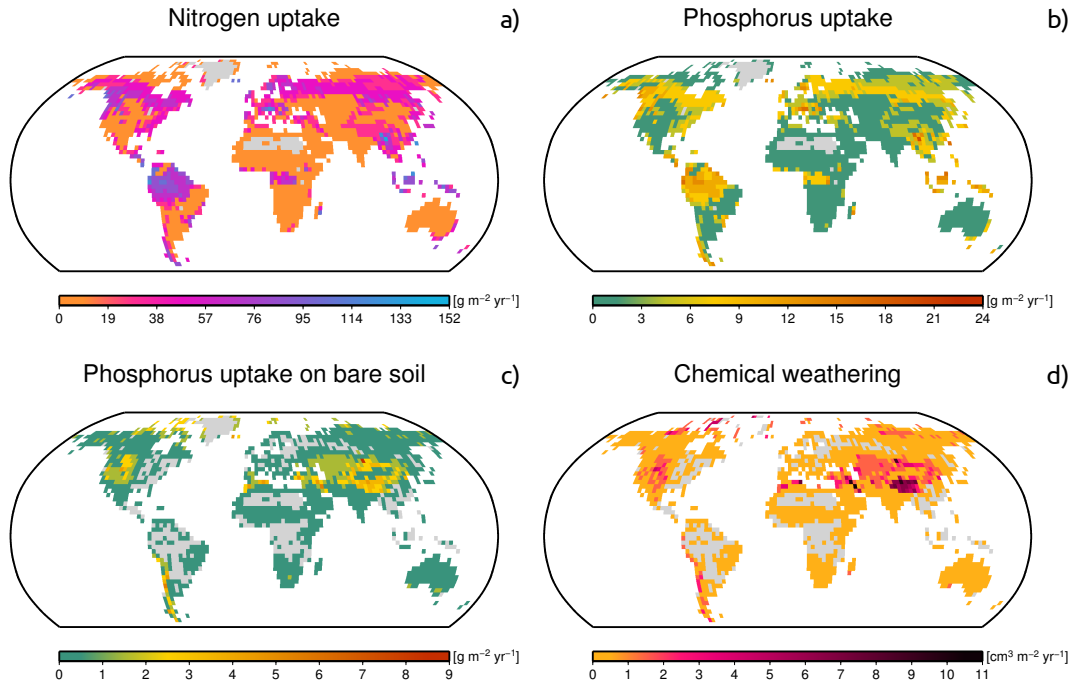 Nitrogen uptake a)
Phosphorus uptake b)
[g m⁻² yr⁻¹]
0 19 38 57 76 95 114 133 152
[g m⁻² yr⁻¹]
0 3 6 9 12 15 18 21 24
Phosphorus uptake on bare soil c)
Chemical weathering d)
[g m⁻² yr⁻¹]
0 1 2 3 4 5 6 7 8 9
[cm³ m⁻² yr⁻¹]
0 1 2 3 4 5 6 7 8 9 10 11